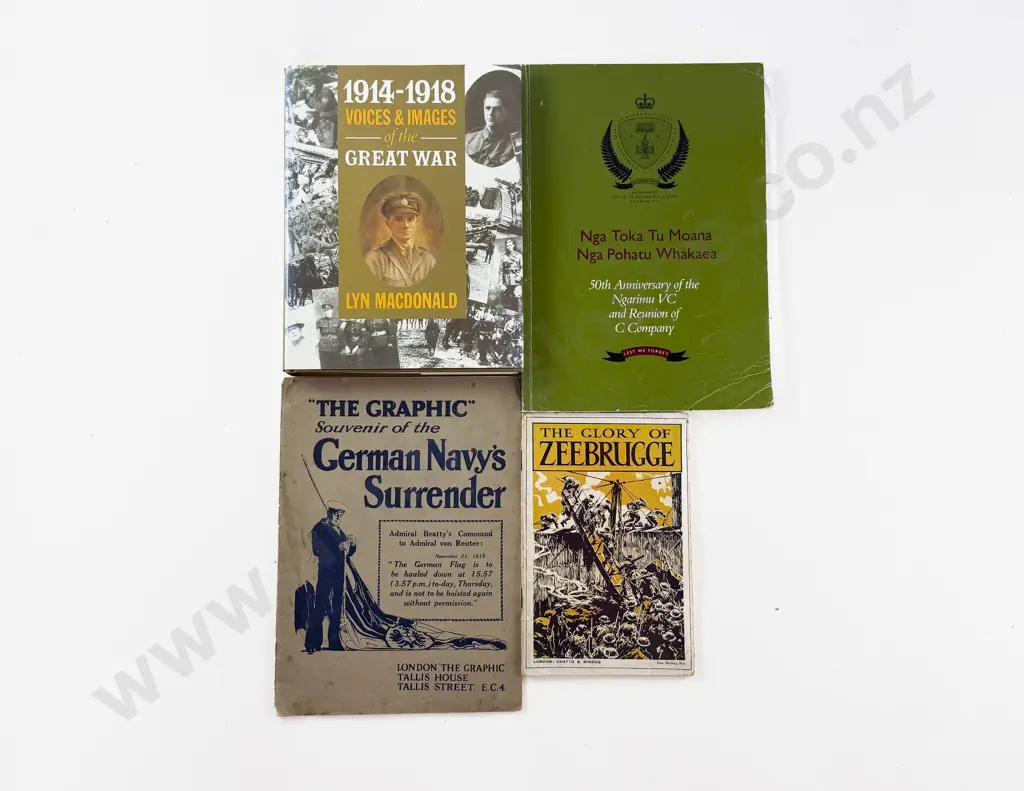 1914-1918
VOICES & IMAGES
of the
GREAT WAR
LYN MACDONALD
Nga Toka Tu Moana
Nga Pohatu Whakaea
50th Anniversary of the
Ngarimu VC
and Reunion of
C Company
LEST WE FORGET
"THE GRAPHIC"
Souvenir of the
German Navy's
Surrender
Admiral Beatty's Command
to Admiral von Reuter:
November 21, 1918.
"The German Flag is to
be hauled down at 15.57
(3.57 p.m.) to-day, Thursday,
and is not to be hoisted again
without permission."
LONDON "THE GRAPHIC"
TALLIS HOUSE
TALLIS STREET. E.C.4.
THE GLORY OF
ZEEBRUGGE
LONDON: CHATTO & WINDUS
www.
co.nz